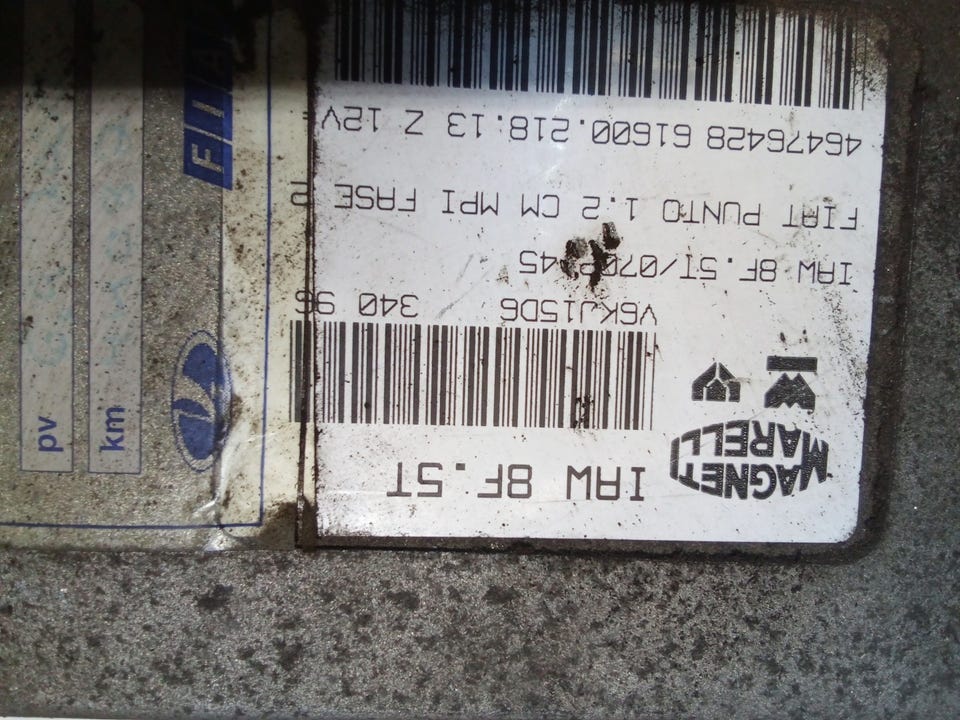 MAGNETI
MARELLI
IAW 8F.5T
V6KJ15D6 340 96
IAW 8F.5T/
FIAT PUNTO 1.2 CM MPI FASE 2
46476428 61600.218.13 Z 12V
pv
km